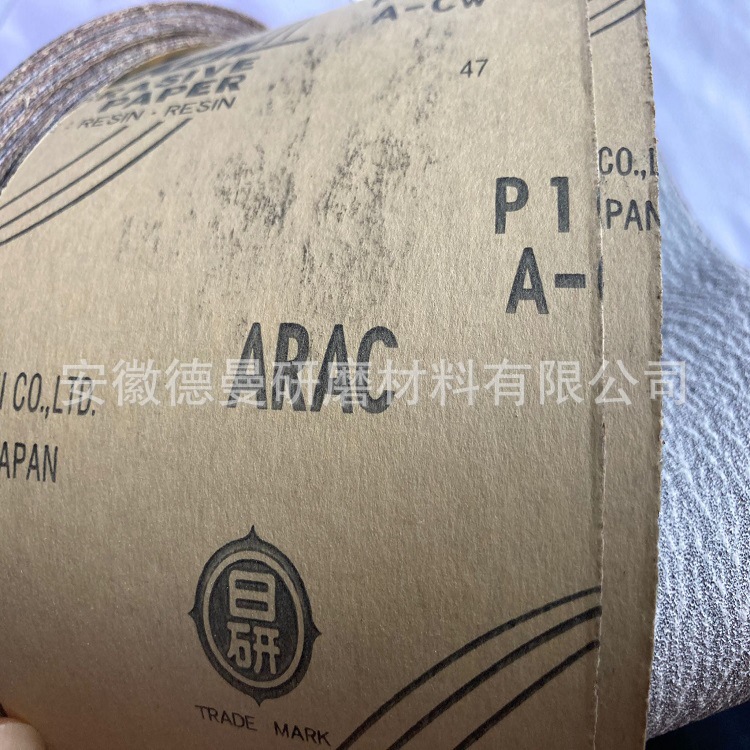 A-CW
47
PAPER
RESIN · RESIN
CO.,L
PAN
P1
A-
ARAC
安徽德曼研磨材料有限公司
CO.,LTD.
APAN
日研
TRADE MARK